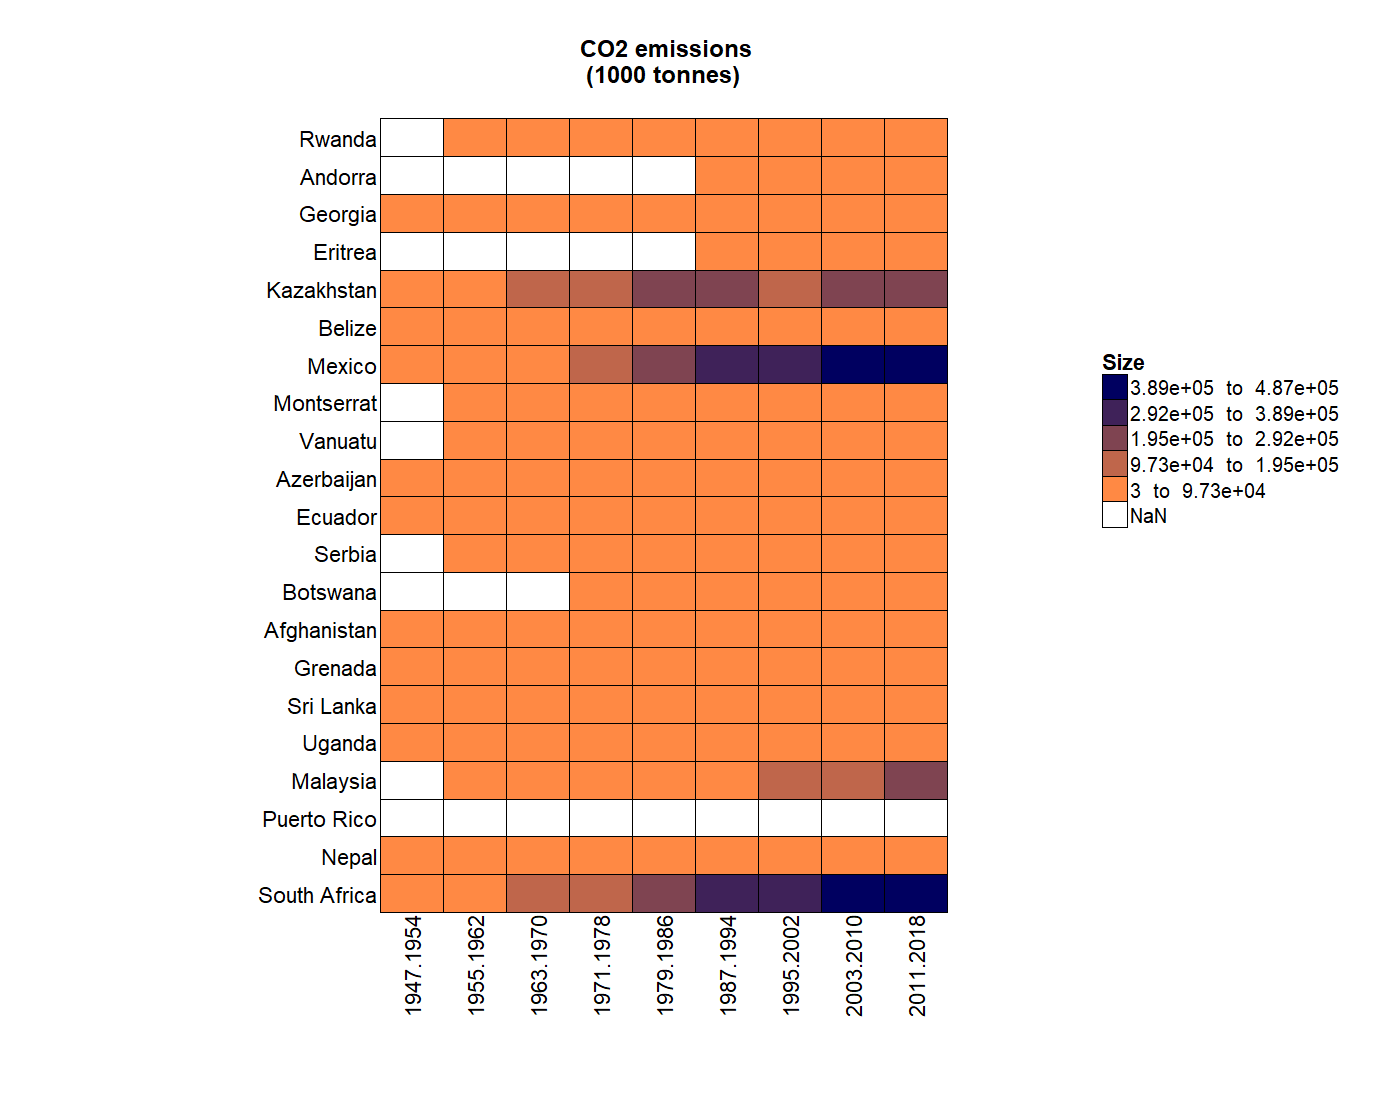 CO2 emissions
(1000 tonnes)
Rwanda
Andorra
Georgia
Eritrea
Kazakhstan
Belize
Mexico
Montserrat
Vanuatu
Azerbaijan
Ecuador
Serbia
Botswana
Afghanistan
Grenada
Sri Lanka
Uganda
Malaysia
Puerto Rico
Nepal
South Africa
1947.1954
1955.1962
1963.1970
1971.1978
1979.1986
1987.1994
1995.2002
2003.2010
2011.2018
Size
3.89e+05 to 4.87e+05
2.92e+05 to 3.89e+05
1.95e+05 to 2.92e+05
9.73e+04 to 1.95e+05
3 to 9.73e+04
NaN